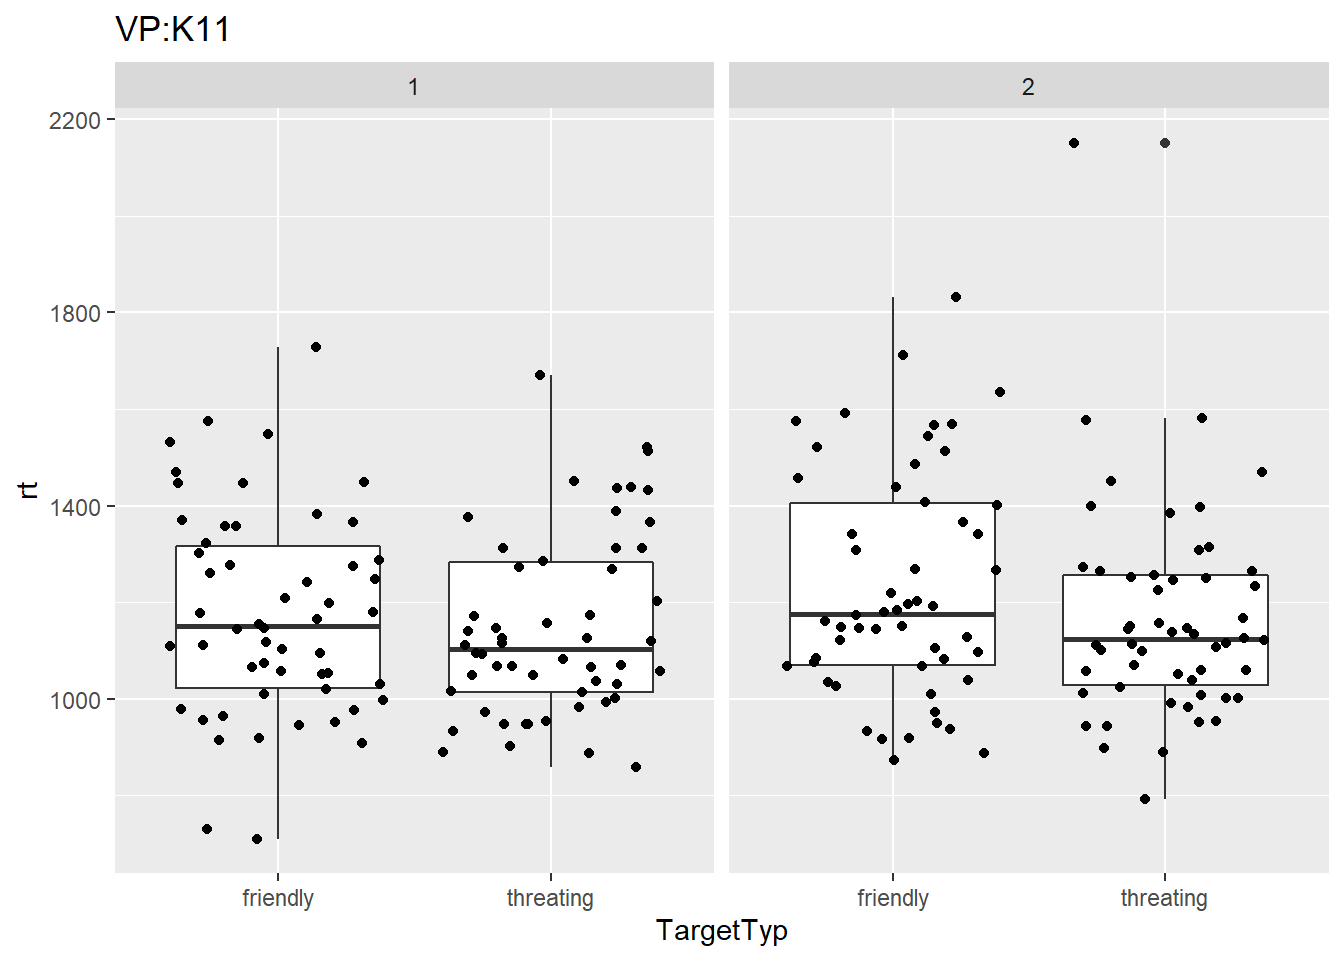 VP:K11
1
2
2200
1800
1400
1000
rt
friendly
threating
friendly
threating
TargetTyp